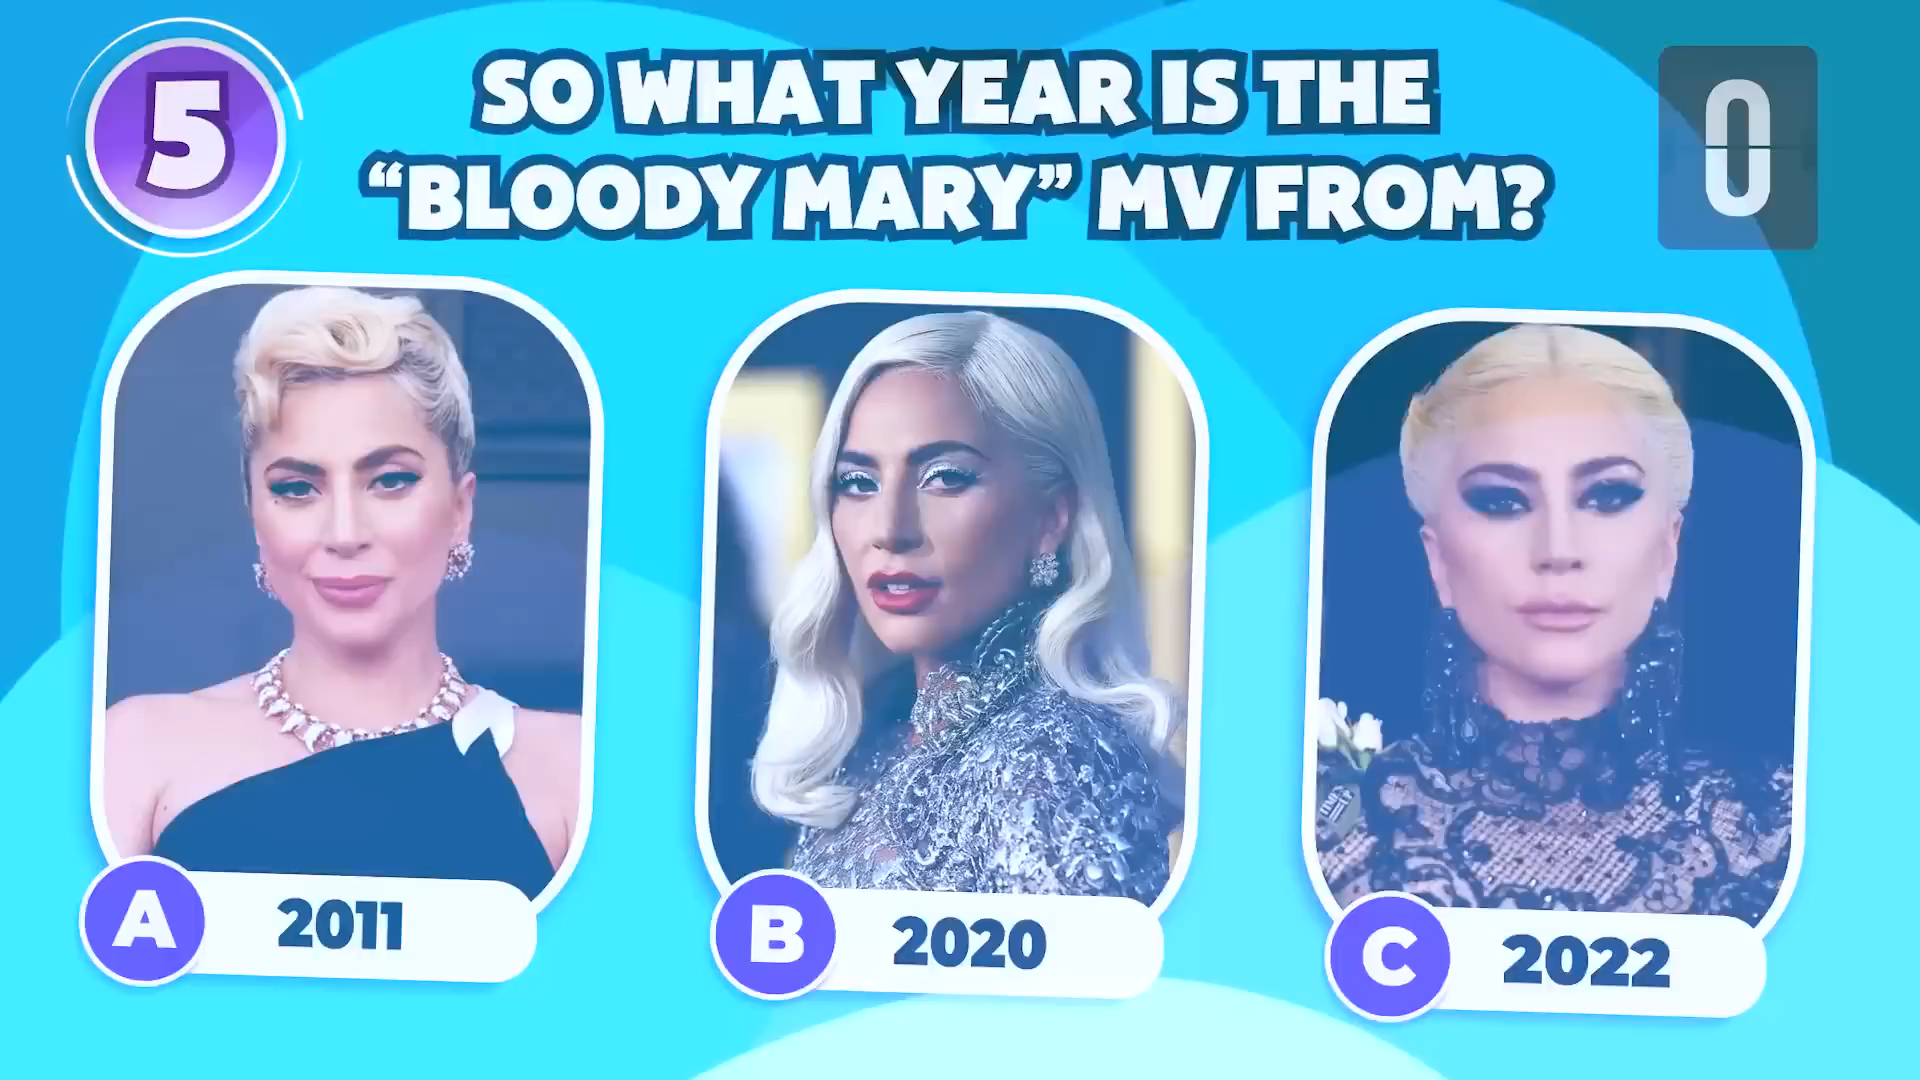 5
SO WHAT YEAR IS THE
“BLOODY MARY” MV FROM?
0
A 2011
B 2020
C 2022